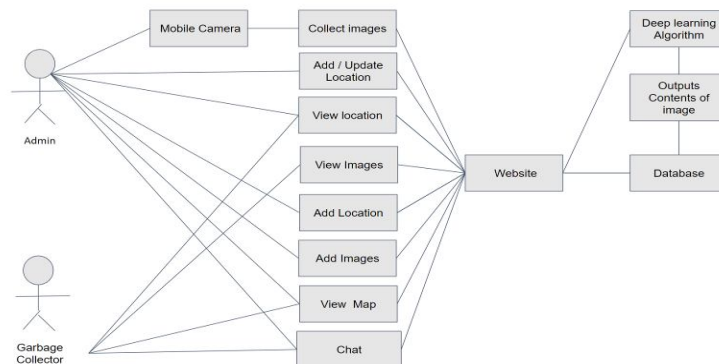 Mobile Camera
Collect images
Deep learning
Algorithm
Add / Update
Location
Outputs
Contents of
image
View location
Admin
View Images
Website
Database
Add Location
Add Images
View Map
Garbage
Collector
Chat